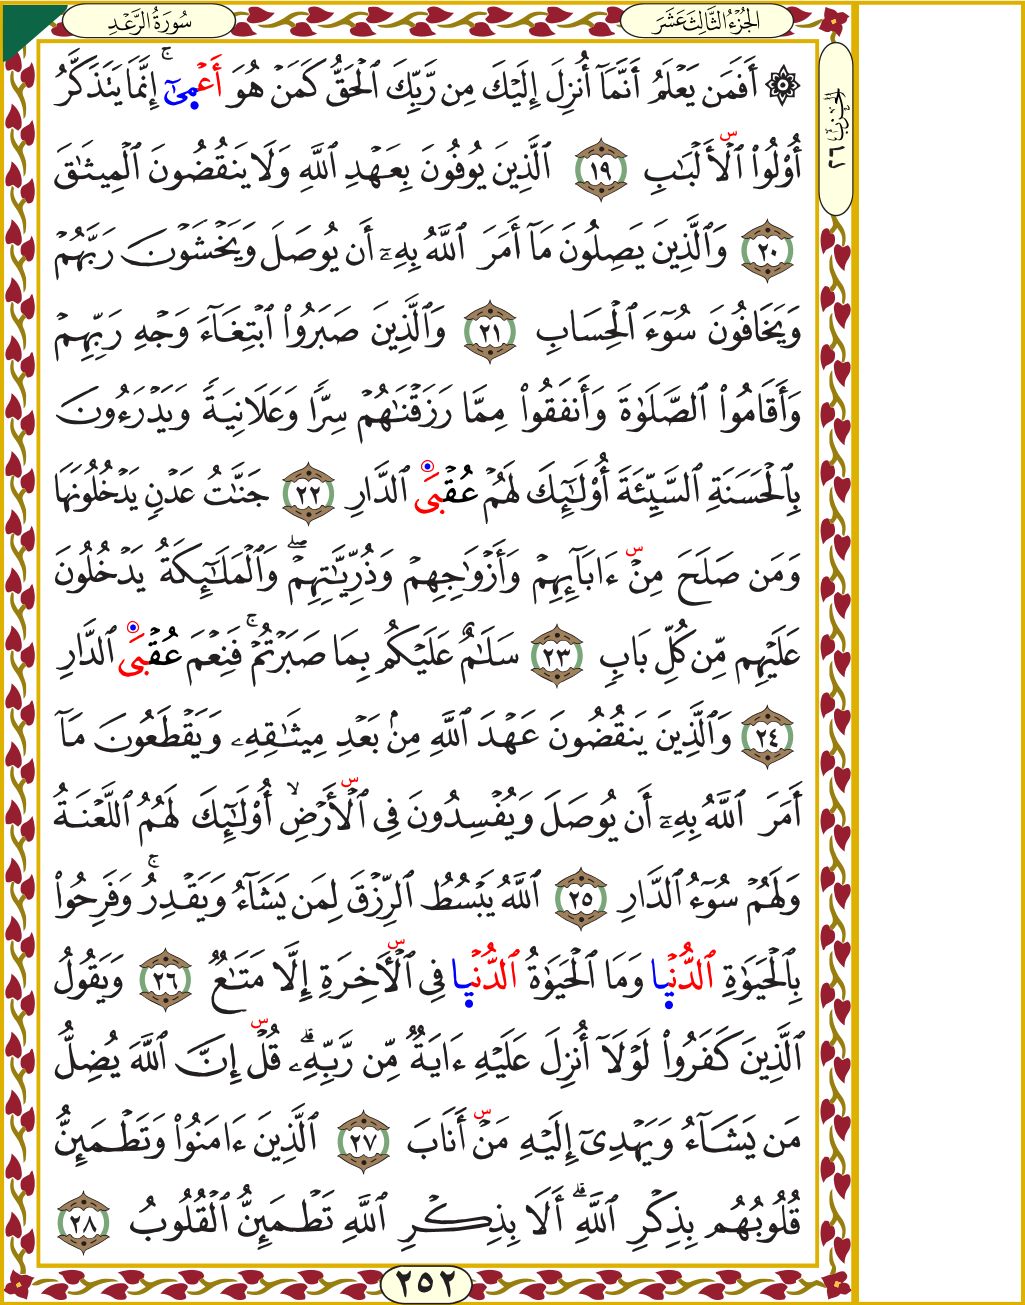 سُورَةُ الرَّعْدِ
الجُزْءُ الثَّالِثَ عَشَرَ
الحزب ٢٦
۞ أَفَمَن يَعْلَمُ أَنَّمَآ أُنزِلَ إِلَيْكَ مِن رَّبِّكَ ٱلْحَقُّ كَمَنْ هُوَ أَعْمَىٰٓ ۚ إِنَّمَا يَتَذَكَّرُ
أُو۟لُوا۟ ٱلْأَلْبَـٰبِ ١٩ ٱلَّذِينَ يُوفُونَ بِعَهْدِ ٱللَّهِ وَلَا يَنقُضُونَ ٱلْمِيثَـٰقَ
٢٠ وَٱلَّذِينَ يَصِلُونَ مَآ أَمَرَ ٱللَّهُ بِهِۦٓ أَن يُوصَلَ وَيَخْشَوْنَ رَبَّهُمْ
وَيَخَافُونَ سُوٓءَ ٱلْحِسَابِ ٢١ وَٱلَّذِينَ صَبَرُوا۟ ٱبْتِغَآءَ وَجْهِ رَبِّهِمْ
وَأَقَامُوا۟ ٱلصَّلَوٰةَ وَأَنفَقُوا۟ مِمَّا رَزَقْنَـٰهُمْ سِرًّا وَعَلَانِيَةً وَيَدْرَءُونَ
بِٱلْحَسَنَةِ ٱلسَّيِّئَةَ أُو۟لَـٰٓئِكَ لَهُمْ عُقْبَى ٱلدَّارِ ٢٢ جَنَّـٰتُ عَدْنٍ يَدْخُلُونَهَا
وَمَن صَلَحَ مِنْ ءَابَآئِهِمْ وَأَزْوَٰجِهِمْ وَذُرِّيَّـٰتِهِمْ ۖ وَٱلْمَلَـٰٓئِكَةُ يَدْخُلُونَ
عَلَيْهِم مِّن كُلِّ بَابٍ ٢٣ سَلَـٰمٌ عَلَيْكُم بِمَا صَبَرْتُمْ ۚ فَنِعْمَ عُقْبَى ٱلدَّارِ
٢٤ وَٱلَّذِينَ يَنقُضُونَ عَهْدَ ٱللَّهِ مِنۢ بَعْدِ مِيثَـٰقِهِۦ وَيَقْطَعُونَ مَآ
أَمَرَ ٱللَّهُ بِهِۦٓ أَن يُوصَلَ وَيُفْسِدُونَ فِى ٱلْأَرْضِ ۙ أُو۟لَـٰٓئِكَ لَهُمُ ٱللَّعْنَةُ
وَلَهُمْ سُوٓءُ ٱلدَّارِ ٢٥ ٱللَّهُ يَبْسُطُ ٱلرِّزْقَ لِمَن يَشَآءُ وَيَقْدِرُ ۚ وَفَرِحُوا۟
بِٱلْحَيَوٰةِ ٱلدُّنْيَا وَمَا ٱلْحَيَوٰةُ ٱلدُّنْيَا فِى ٱلْـَٔاخِرَةِ إِلَّا مَتَـٰعٌ ٢٦ وَيَقُولُ
ٱلَّذِينَ كَفَرُوا۟ لَوْلَآ أُنزِلَ عَلَيْهِ ءَايَةٌ مِّن رَّبِّهِۦ ۗ قُلْ إِنَّ ٱللَّهَ يُضِلُّ
مَن يَشَآءُ وَيَهْدِىٓ إِلَيْهِ مَنْ أَنَابَ ٢٧ ٱلَّذِينَ ءَامَنُوا۟ وَتَطْمَئِنُّ
قُلُوبُهُم بِذِكْرِ ٱللَّهِ ۗ أَلَا بِذِكْرِ ٱللَّهِ تَطْمَئِنُّ ٱلْقُلُوبُ ٢٨
٢٥٢